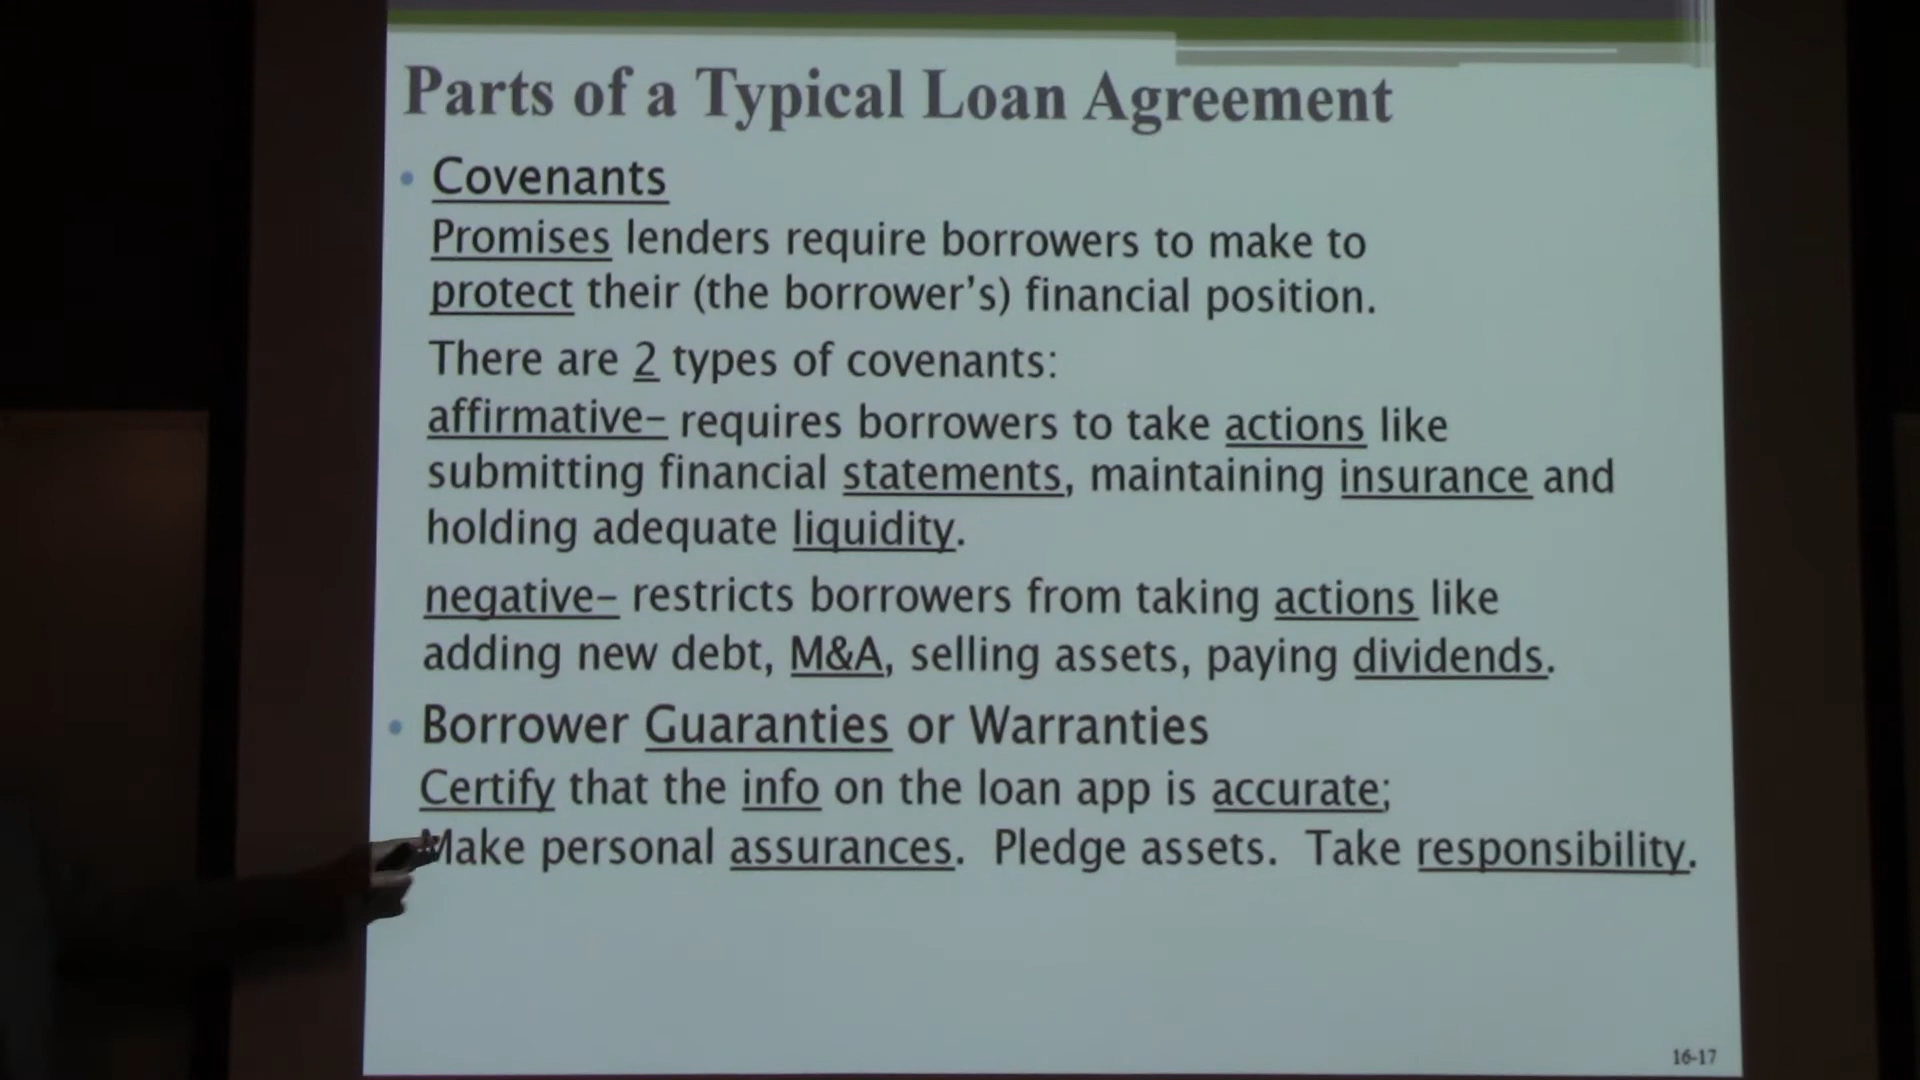 Parts of a Typical Loan Agreement
• Covenants
Promises lenders require borrowers to make to
protect their (the borrower's) financial position.
There are 2 types of covenants:
affirmative– requires borrowers to take actions like
submitting financial statements, maintaining insurance and
holding adequate liquidity.
negative– restricts borrowers from taking actions like
adding new debt, M&A, selling assets, paying dividends.
• Borrower Guaranties or Warranties
Certify that the info on the loan app is accurate;
Make personal assurances. Pledge assets. Take responsibility.
16-17